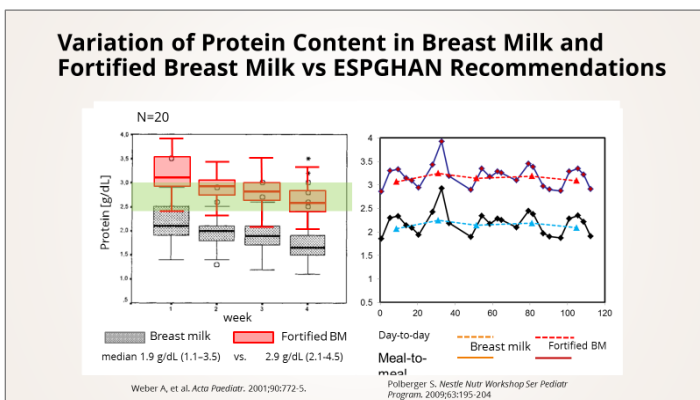 Variation of Protein Content in Breast Milk and
Fortified Breast Milk vs ESPGHAN Recommendations
N=20
Protein [g/dL]
4.0
3.5
3.0
2.5
2.0
1.5
1.0
.5
1 2 3 4
week
Breast milk Fortified BM
median 1.9 g/dL (1.1–3.5) vs. 2.9 g/dL (2.1-4.5)
4
3.5
3
2.5
2
1.5
1
0.5
0 20 40 60 80 100 120
Day-to-day
Breast milk Fortified BM
Meal-to-
meal
Weber A, et al. Acta Paediatr. 2001;90:772-5.
Polberger S. Nestle Nutr Workshop Ser Pediatr
Program. 2009;63:195-204